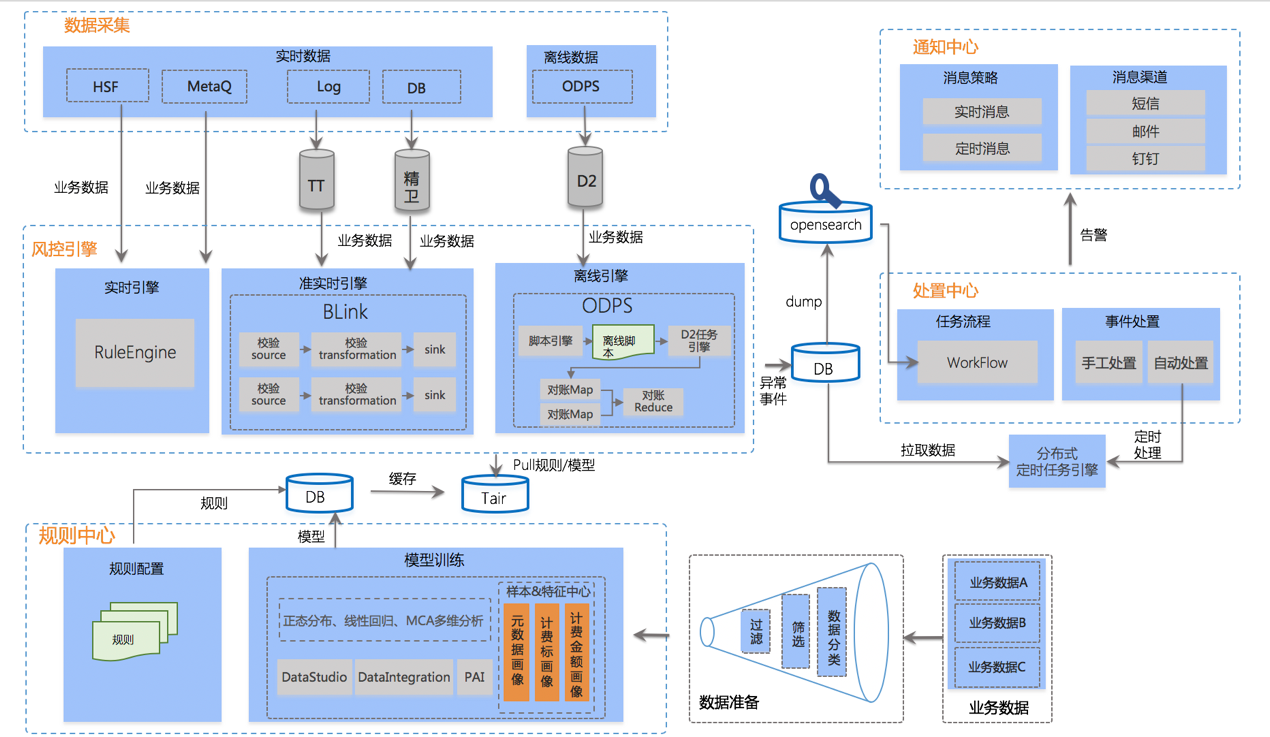 数据采集
实时数据
HSF
MetaQ
Log
DB
离线数据
ODPS
业务数据
业务数据
TT
精
卫
D2
业务数据
业务数据
业务数据
通知中心
消息策略
实时消息
定时消息
消息渠道
短信
邮件
钉钉
告警
风控引擎
实时引擎
RuleEngine
准实时引擎
BLink
校验
source
校验
transformation
sink
校验
source
校验
transformation
sink
离线引擎
ODPS
脚本引擎
离线脚
本
D2任务
引擎
对账Map
对账Map
对账
Reduce
异常
事件
opensearch
dump
DB
处置中心
任务流程
WorkFlow
事件处置
手工处置
自动处置
拉取数据
定时
处理
分布式
定时任务引擎
Pull规则/模型
规则
DB
缓存
Tair
模型
规则中心
规则配置
规则
模型训练
正态分布、线性回归、MCA多维分析
DataStudio
DataIntegration
PAI
样本&特征中心
元数据画像
计费标画像
计费金额画像
过滤
筛选
数据分类
数据准备
业务数据A
业务数据B
业务数据C
业务数据